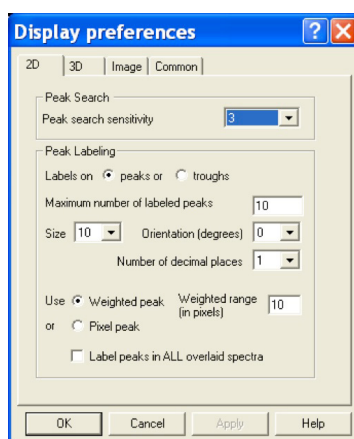 Display preferences
2D 3D Image Common
Peak Search
Peak search sensitivity 3
Peak Labeling
Labels on peaks or troughs
Maximum number of labeled peaks 10
Size 10 Orientation (degrees) 0
Number of decimal places 1
Use Weighted peak Weighted range (in pixels) 10
or Pixel peak
Label peaks in ALL overlaid spectra
OK Cancel Apply Help